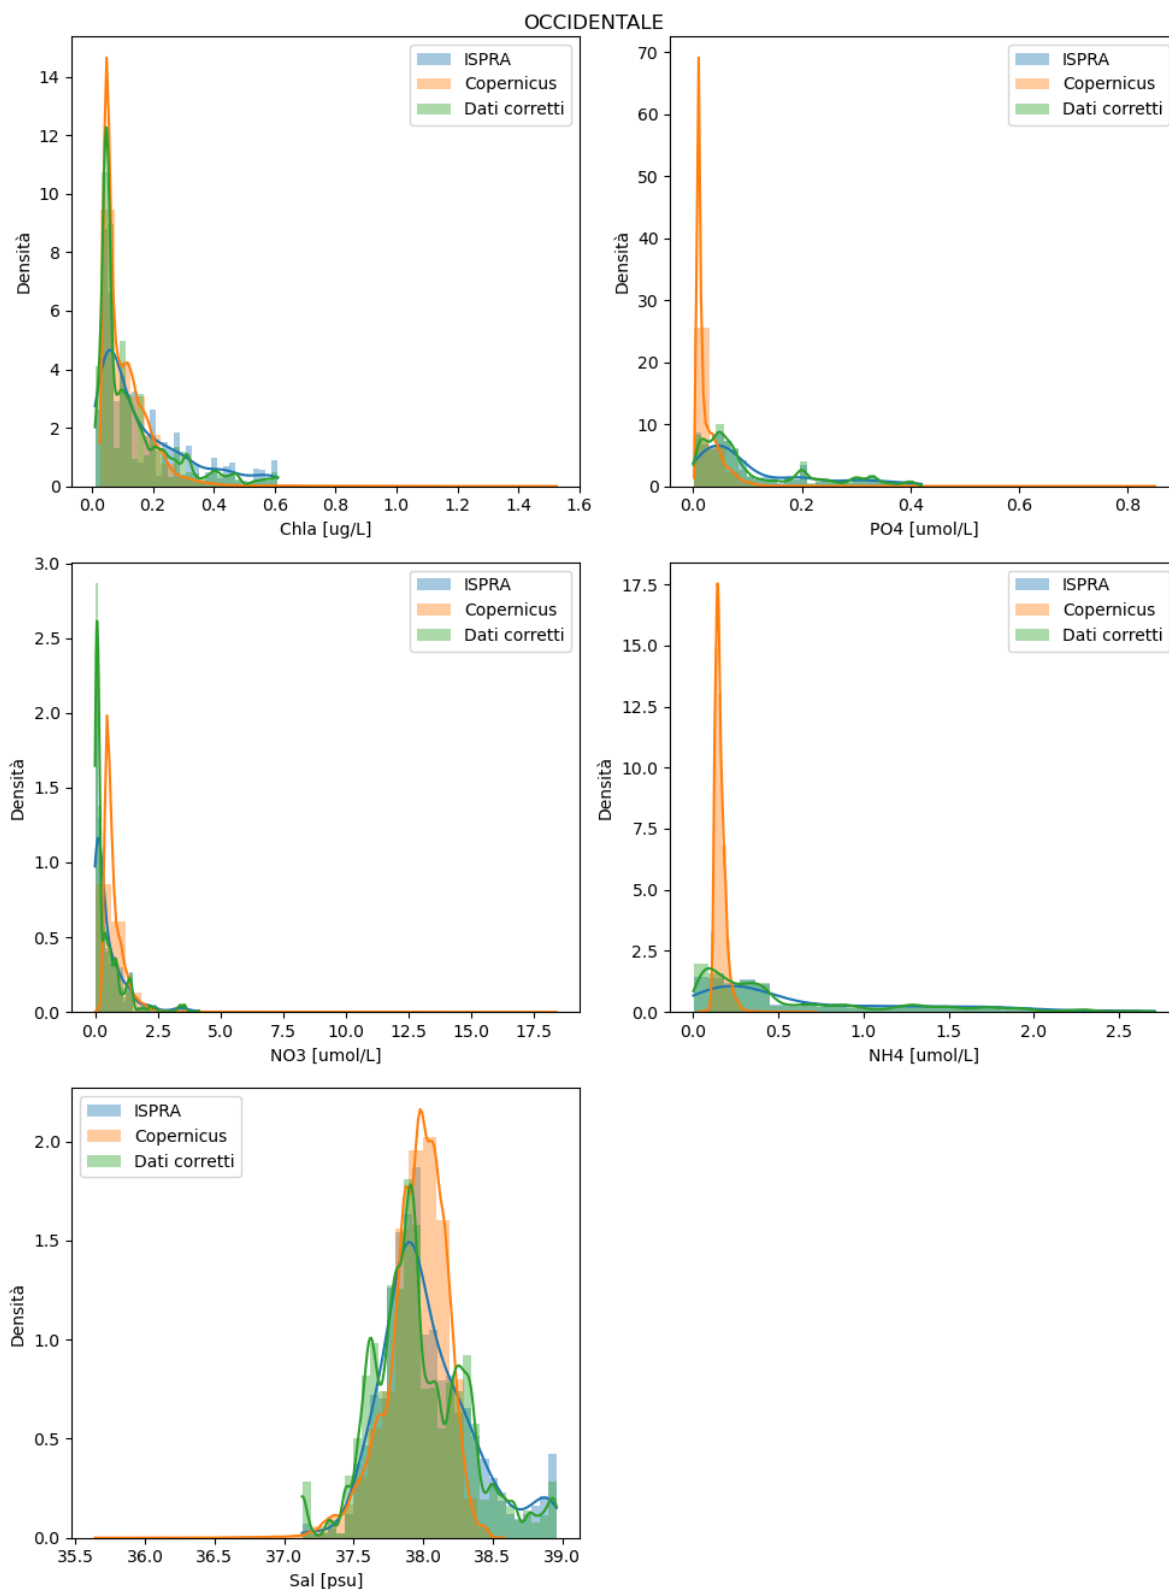 OCCIDENTALE
ISPRA
Copernicus
Dati corretti
14
12
10
8
6
4
2
0
Densità
0.0 0.2 0.4 0.6 0.8 1.0 1.2 1.4 1.6
Chla [ug/L]
ISPRA
Copernicus
Dati corretti
70
60
50
40
30
20
10
0
Densità
0.0 0.2 0.4 0.6 0.8
PO4 [umol/L]
ISPRA
Copernicus
Dati corretti
3.0
2.5
2.0
1.5
1.0
0.5
0.0
Densità
0.0 2.5 5.0 7.5 10.0 12.5 15.0 17.5
NO3 [umol/L]
ISPRA
Copernicus
Dati corretti
17.5
15.0
12.5
10.0
7.5
5.0
2.5
0.0
Densità
0.0 0.5 1.0 1.5 2.0 2.5
NH4 [umol/L]
ISPRA
Copernicus
Dati corretti
2.0
1.5
1.0
0.5
0.0
Densità
35.5 36.0 36.5 37.0 37.5 38.0 38.5 39.0
Sal [psu]